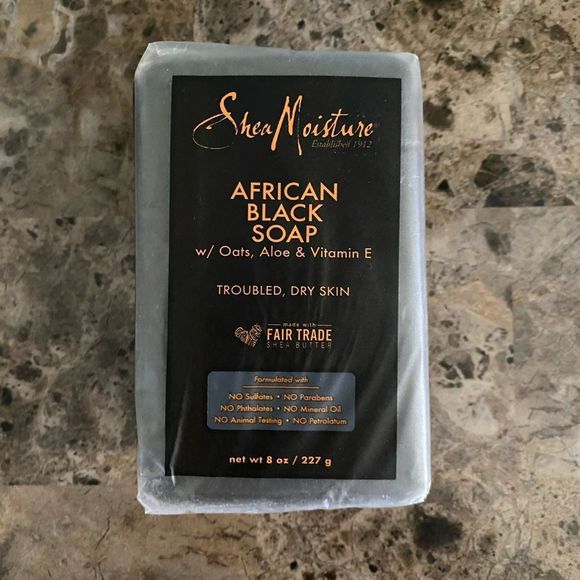 Shea Moisture
Established 1912
AFRICAN
BLACK
SOAP
w/ Oats, Aloe & Vitamin E
TROUBLED, DRY SKIN
made with
FAIR TRADE
SHEA BUTTER
Formulated with
NO Sulfates • NO Parabens
NO Phthalates • NO Mineral Oil
NO Animal Testing • NO Petrolatum
net wt 8 oz / 227 g